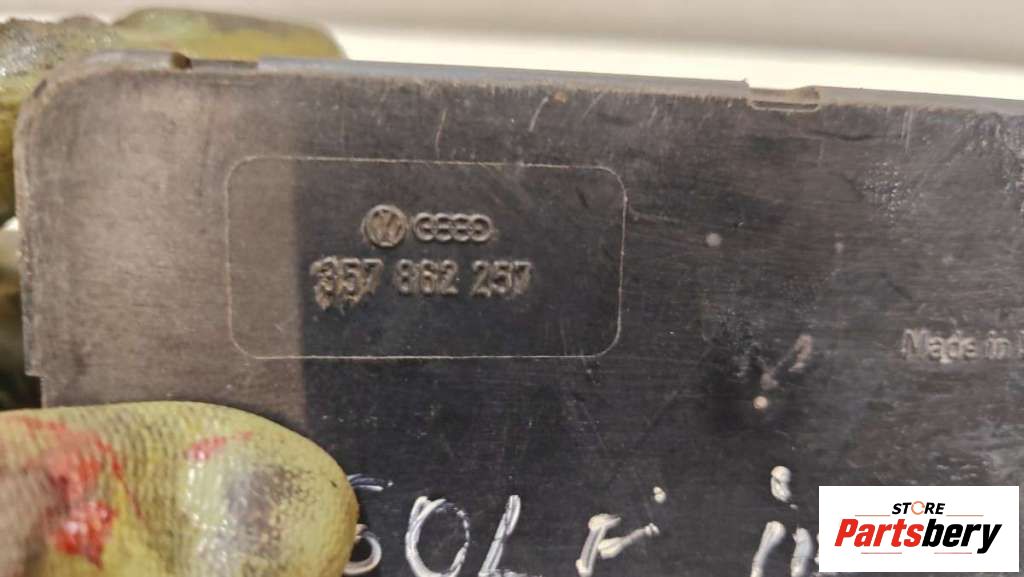 357 862 257
Made in
GOLF
STORE
Partsbery